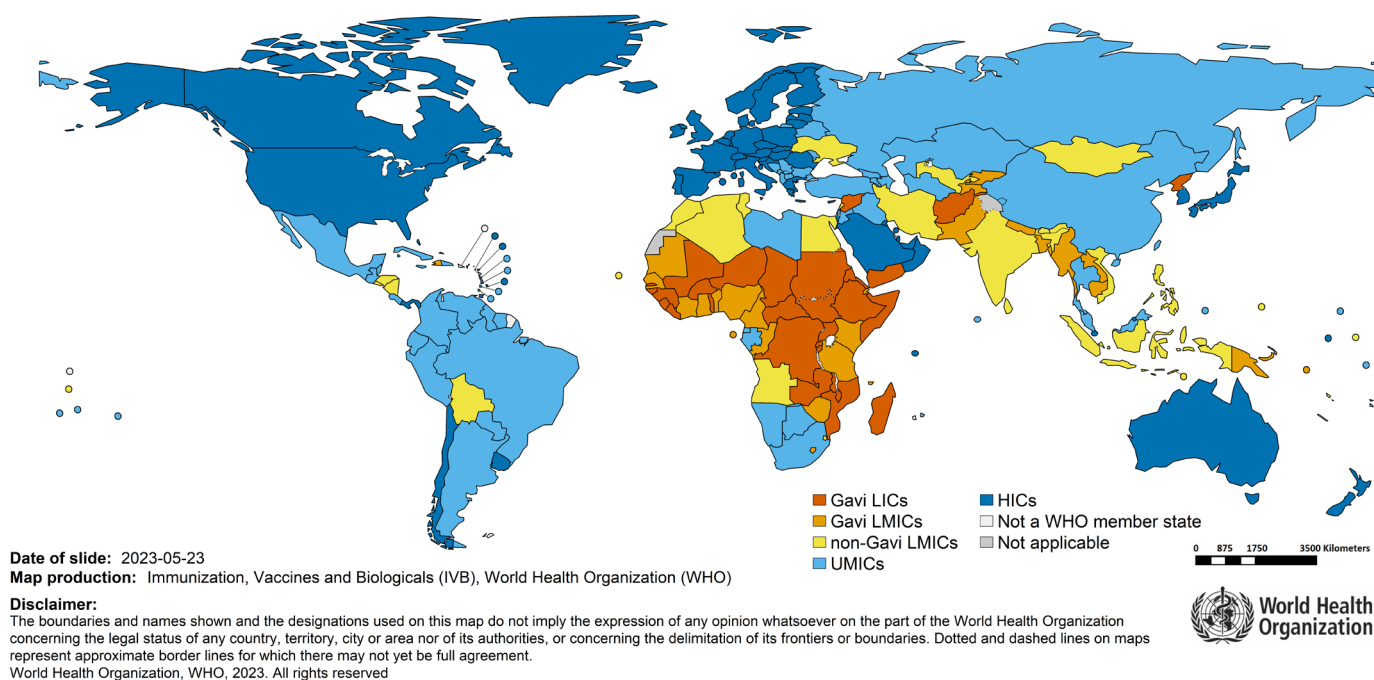 Gavi LICs
Gavi LMICs
non-Gavi LMICs
UMICs
HICs
Not a WHO member state
Not applicable
0 875 1750 3500 Kilometers
Date of slide: 2023-05-23
Map production: Immunization, Vaccines and Biologicals (IVB), World Health Organization (WHO)
Disclaimer:
The boundaries and names shown and the designations used on this map do not imply the expression of any opinion whatsoever on the part of the World Health Organization
concerning the legal status of any country, territory, city or area nor of its authorities, or concerning the delimitation of its frontiers or boundaries. Dotted and dashed lines on maps
represent approximate border lines for which there may not yet be full agreement.
World Health Organization, WHO, 2023. All rights reserved
World Health
Organization